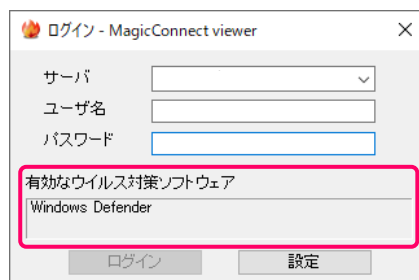 ログイン - MagicConnect viewer
サーバ
ユーザ名
パスワード
有効なウイルス対策ソフトウェア
Windows Defender
ログイン 設定